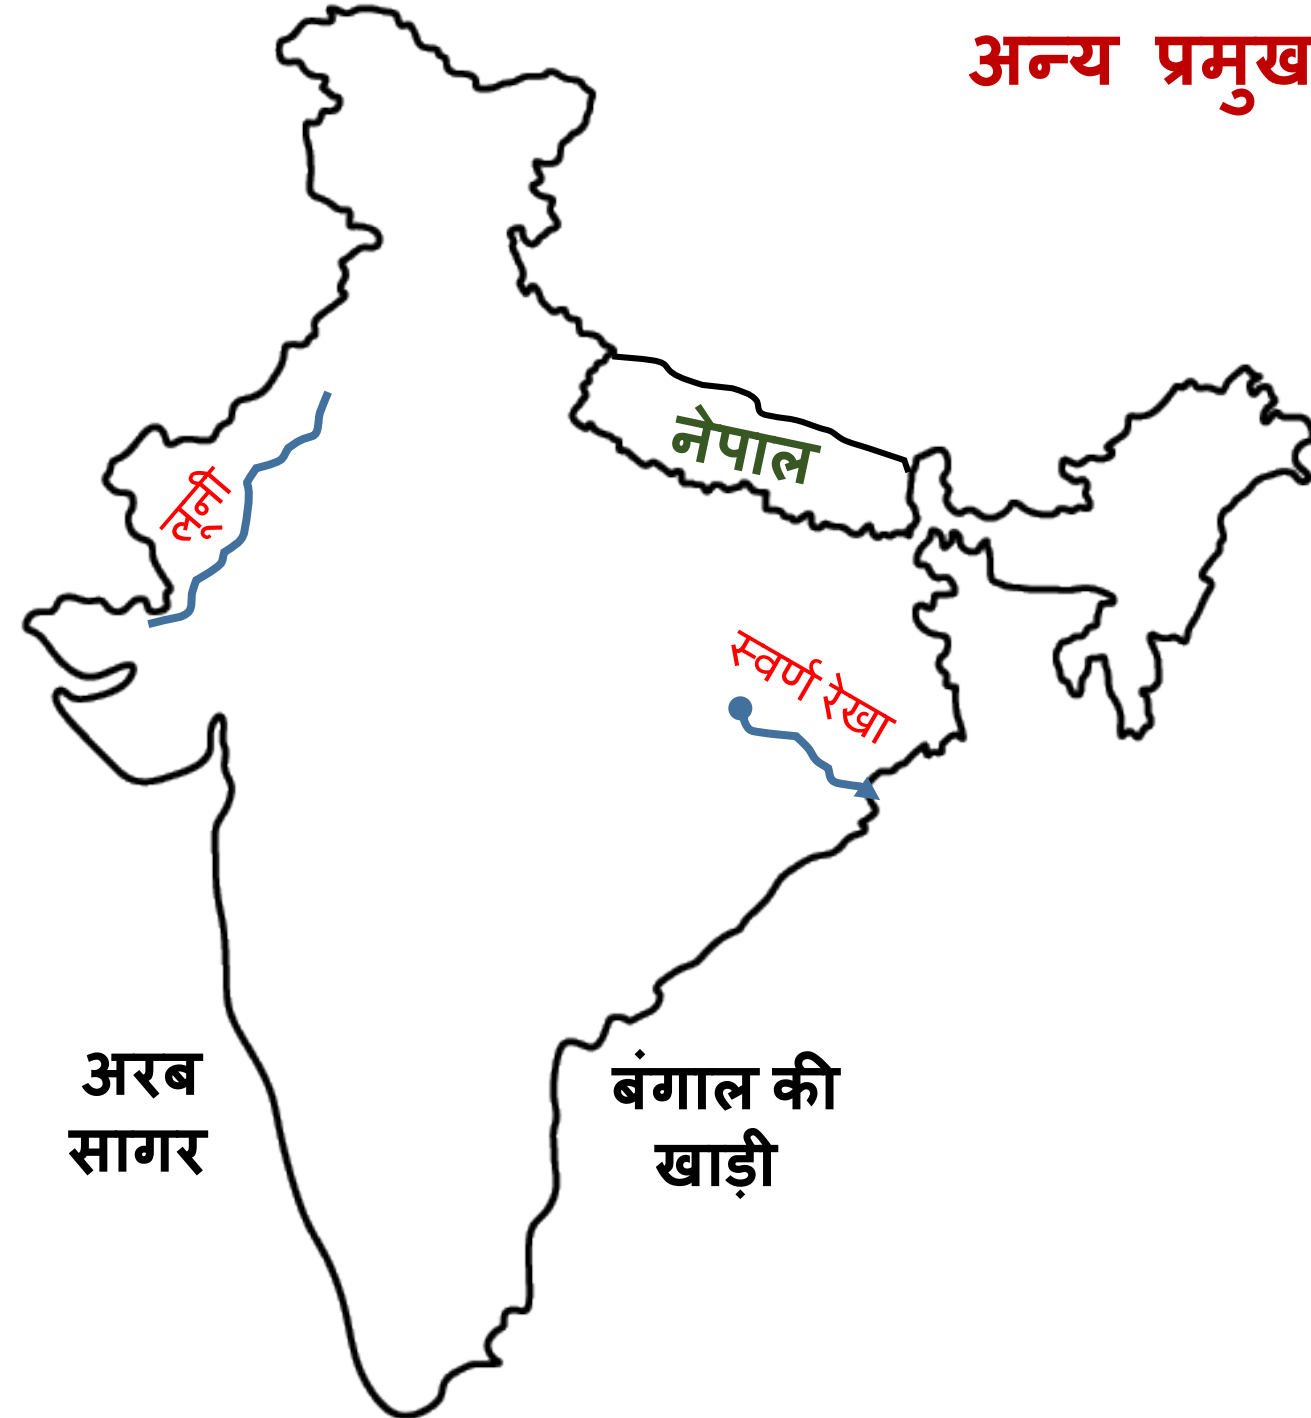 अन्य प्रमुख
नेपाल
लूनी
स्वर्ण रेखा
अरब
सागर
बंगाल की
खाड़ी